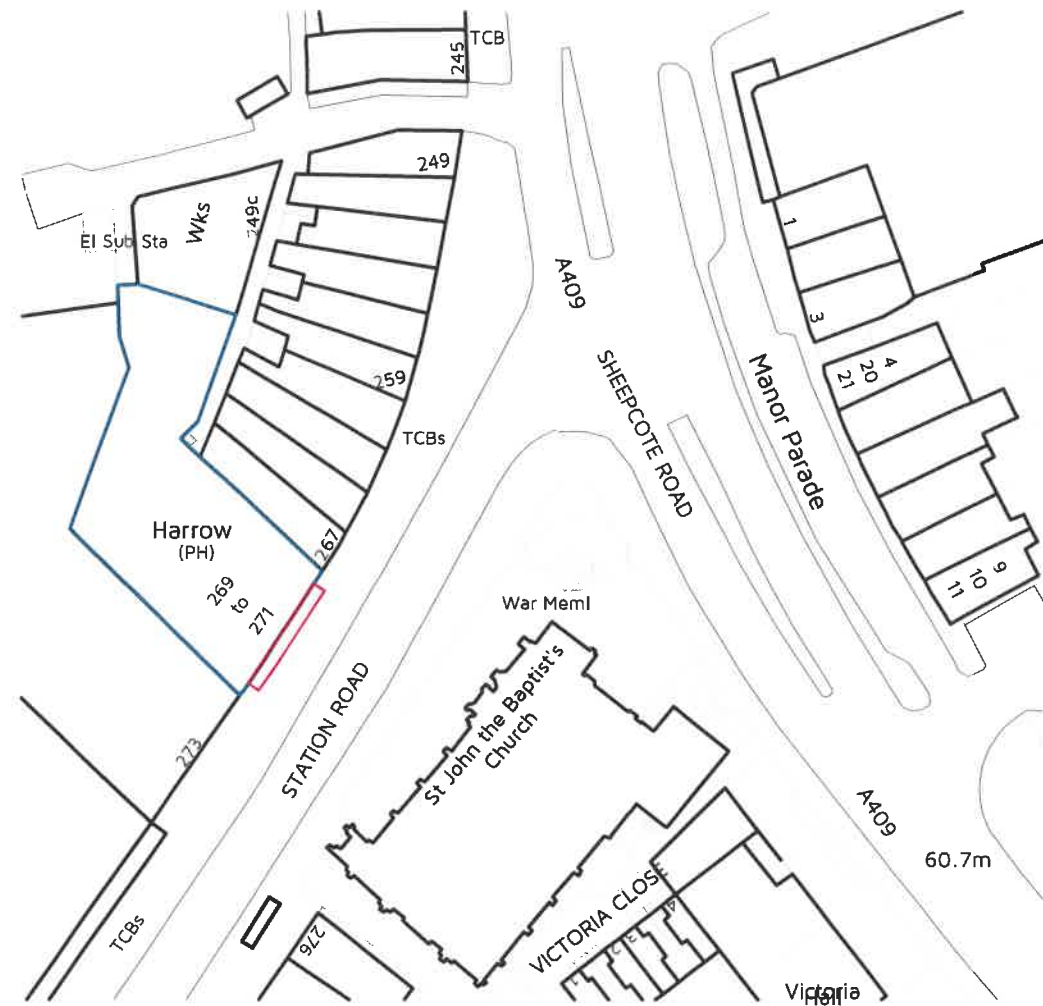 TCB
245
249
Wks
249c
El Sub Sta
A409
1
3
SHEEPCOTE ROAD
Manor Parade
4
20
21
259
TCBs
267
Harrow
(PH)
269
to
271
War Meml
9
10
11
St John the Baptist's
Church
STATION ROAD
273
A409
60.7m
VICTORIA CLOSE
TCBs
276
1
4
Victoria
Hall